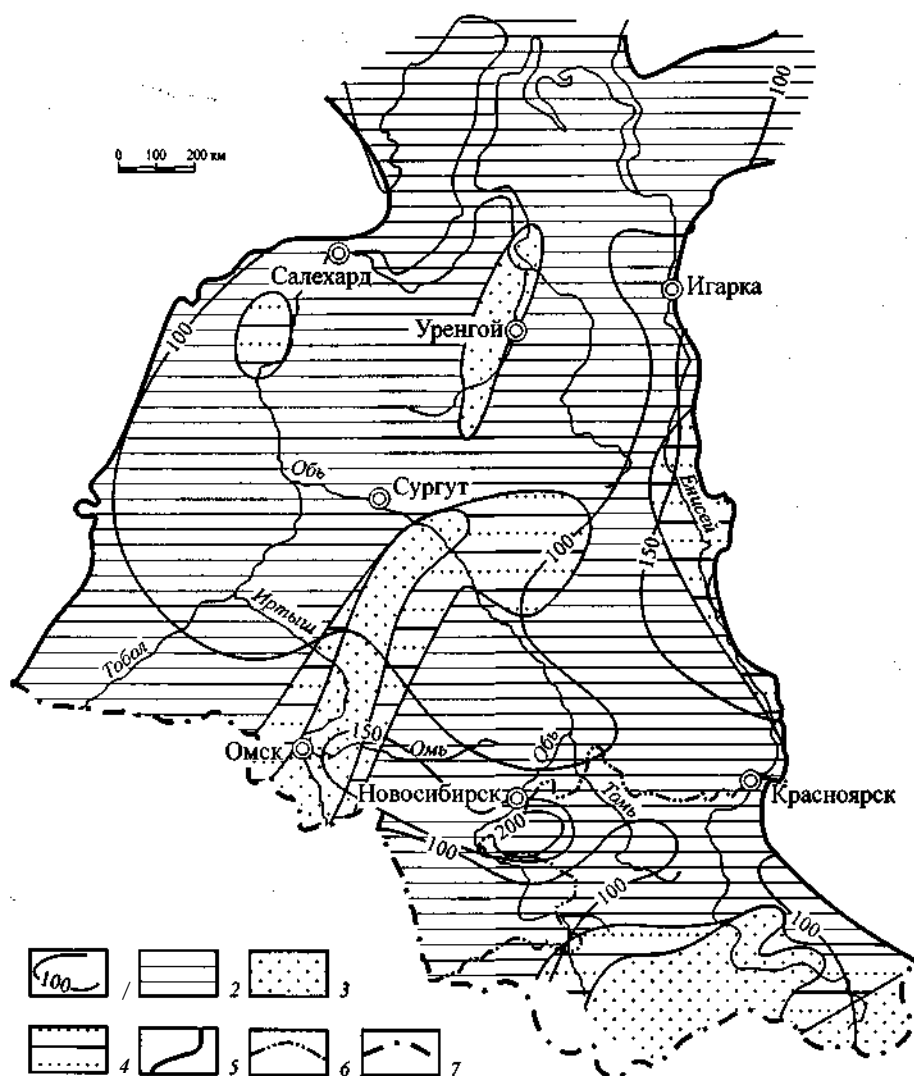 100
0 100 200 км
Салехард
Игарка
Уренгой
100
Обь
Сургут
Енисей
100
150
Иртыш
Тобол
150
Омск
Омь
Обь
Новосибирск
Томь
Красноярск
200
100
100
100
100 1 2 3
4 5 6 7